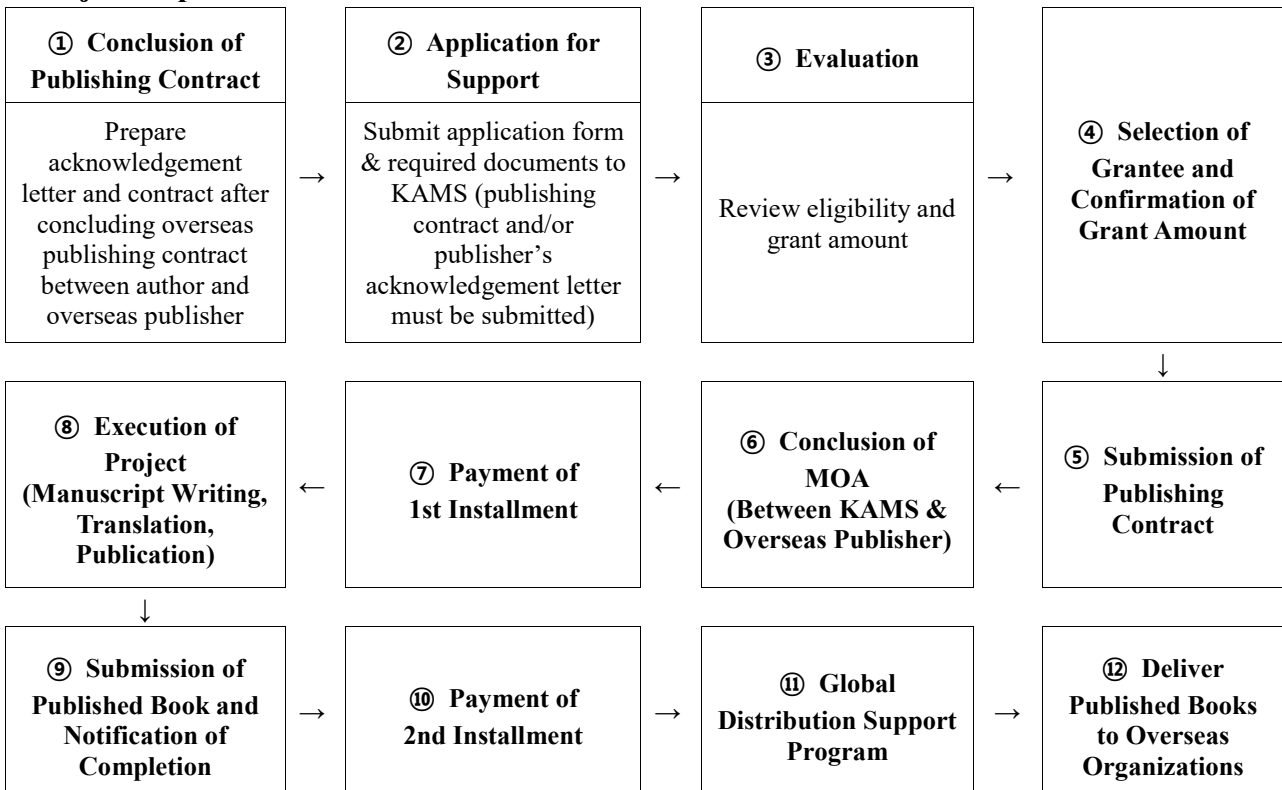 ① Conclusion of
Publishing Contract
Prepare
acknowledgement
letter and contract after
concluding overseas
publishing contract
between author and
overseas publisher
→
② Application for
Support
Submit application form
& required documents to
KAMS (publishing
contract and/or
publisher's
acknowledgement letter
must be submitted)
→
③ Evaluation
Review eligibility and
grant amount
→
④ Selection of
Grantee and
Confirmation of
Grant Amount
↓
⑤ Submission of
Publishing
Contract
←
⑥ Conclusion of
MOA
(Between KAMS &
Overseas Publisher)
←
⑦ Payment of
1st Installment
←
⑧ Execution of
Project
(Manuscript Writing,
Translation,
Publication)
↓
⑨ Submission of
Published Book and
Notification of
Completion
→
⑩ Payment of
2nd Installment
→
⑪ Global
Distribution Support
Program
→
⑫ Deliver
Published Books
to Overseas
Organizations